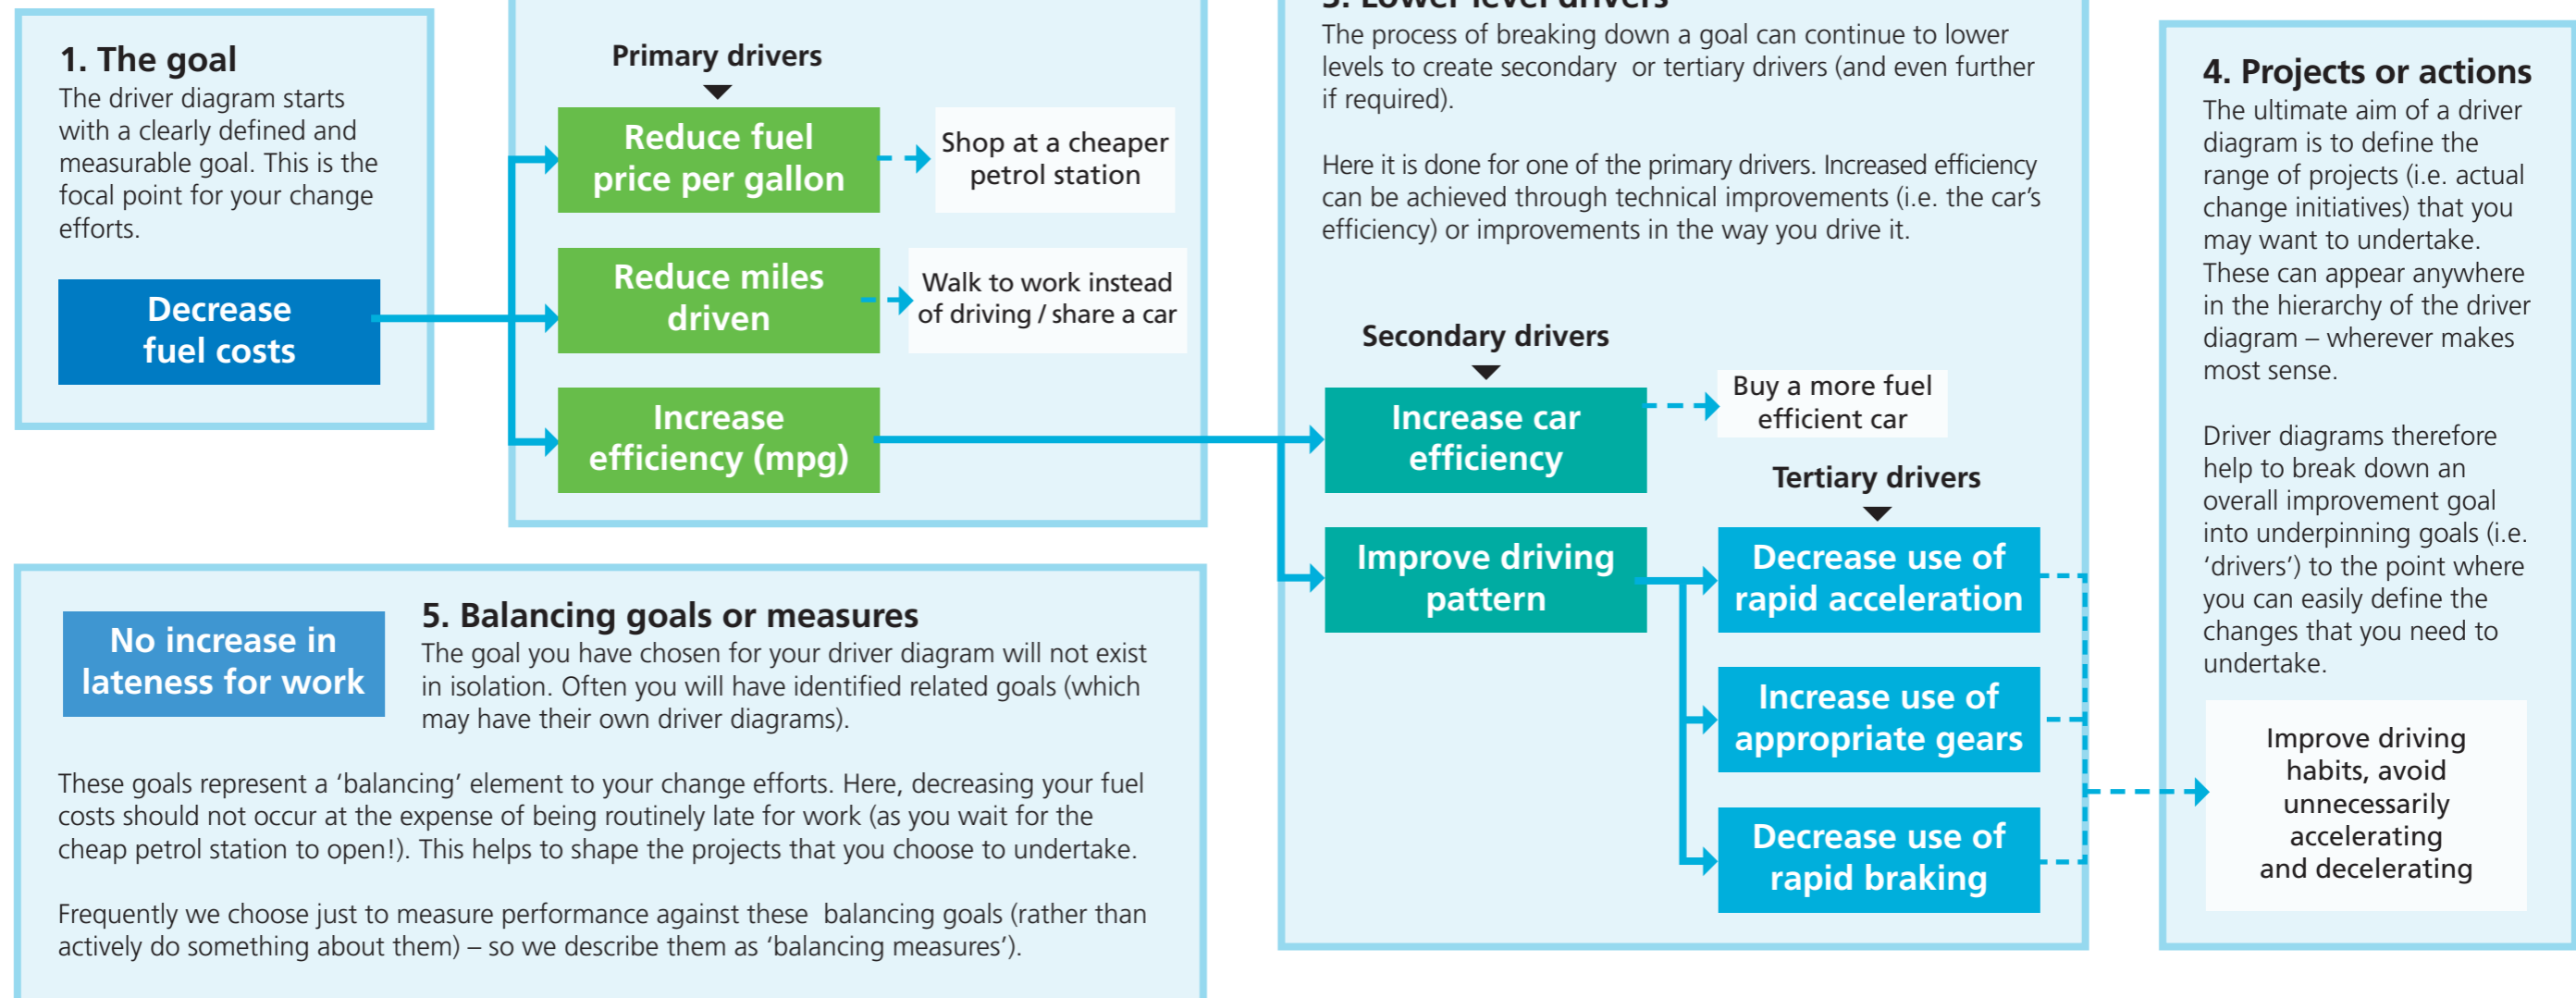 1. The goal
The driver diagram starts
with a clearly defined and
measurable goal. This is the
focal point for your change
efforts.
Decrease
fuel costs
Primary drivers
Reduce fuel
price per gallon
Shop at a cheaper
petrol station
Reduce miles
driven
Walk to work instead
of driving / share a car
Increase
efficiency (mpg)
3. Lower level drivers
The process of breaking down a goal can continue to lower
levels to create secondary or tertiary drivers (and even further
if required).
Here it is done for one of the primary drivers. Increased efficiency
can be achieved through technical improvements (i.e. the car’s
efficiency) or improvements in the way you drive it.
Secondary drivers
Increase car
efficiency
Buy a more fuel
efficient car
Improve driving
pattern
Tertiary drivers
Decrease use of
rapid acceleration
Increase use of
appropriate gears
Decrease use of
rapid braking
4. Projects or actions
The ultimate aim of a driver
diagram is to define the
range of projects (i.e. actual
change initiatives) that you
may want to undertake.
These can appear anywhere
in the hierarchy of the driver
diagram – wherever makes
most sense.
Driver diagrams therefore
help to break down an
overall improvement goal
into underpinning goals (i.e.
‘drivers’) to the point where
you can easily define the
changes that you need to
undertake.
Improve driving
habits, avoid
unnecessarily
accelerating
and decelerating
No increase in
lateness for work
5. Balancing goals or measures
The goal you have chosen for your driver diagram will not exist
in isolation. Often you will have identified related goals (which
may have their own driver diagrams).
These goals represent a ‘balancing’ element to your change efforts. Here, decreasing your fuel
costs should not occur at the expense of being routinely late for work (as you wait for the
cheap petrol station to open!). This helps to shape the projects that you choose to undertake.
Frequently we choose just to measure performance against these balancing goals (rather than
actively do something about them) – so we describe them as ‘balancing measures’).